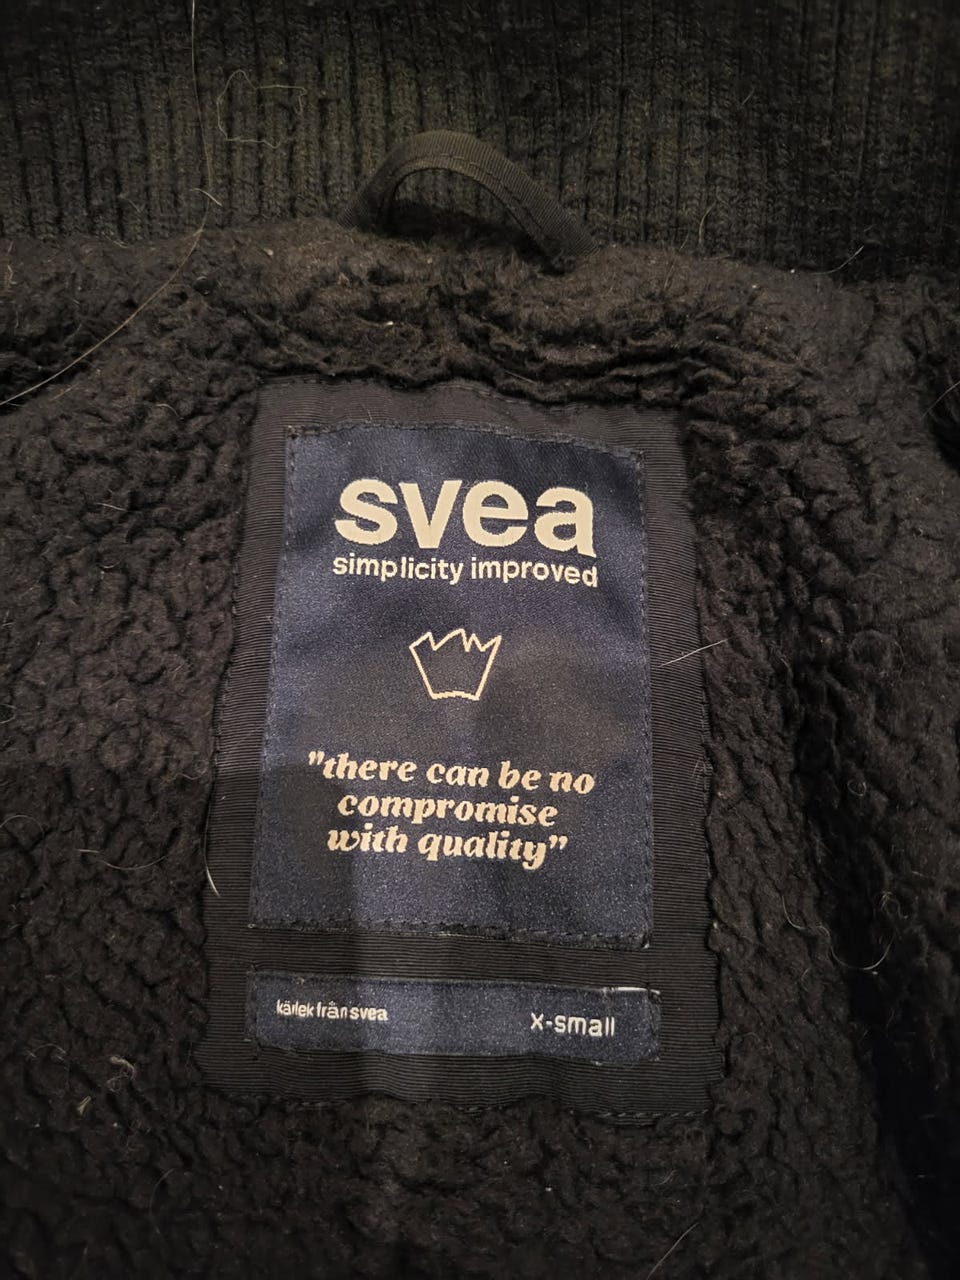 svea
simplicity improved
"there can be no
compromise
with quality"
kärlek från svea
x-small